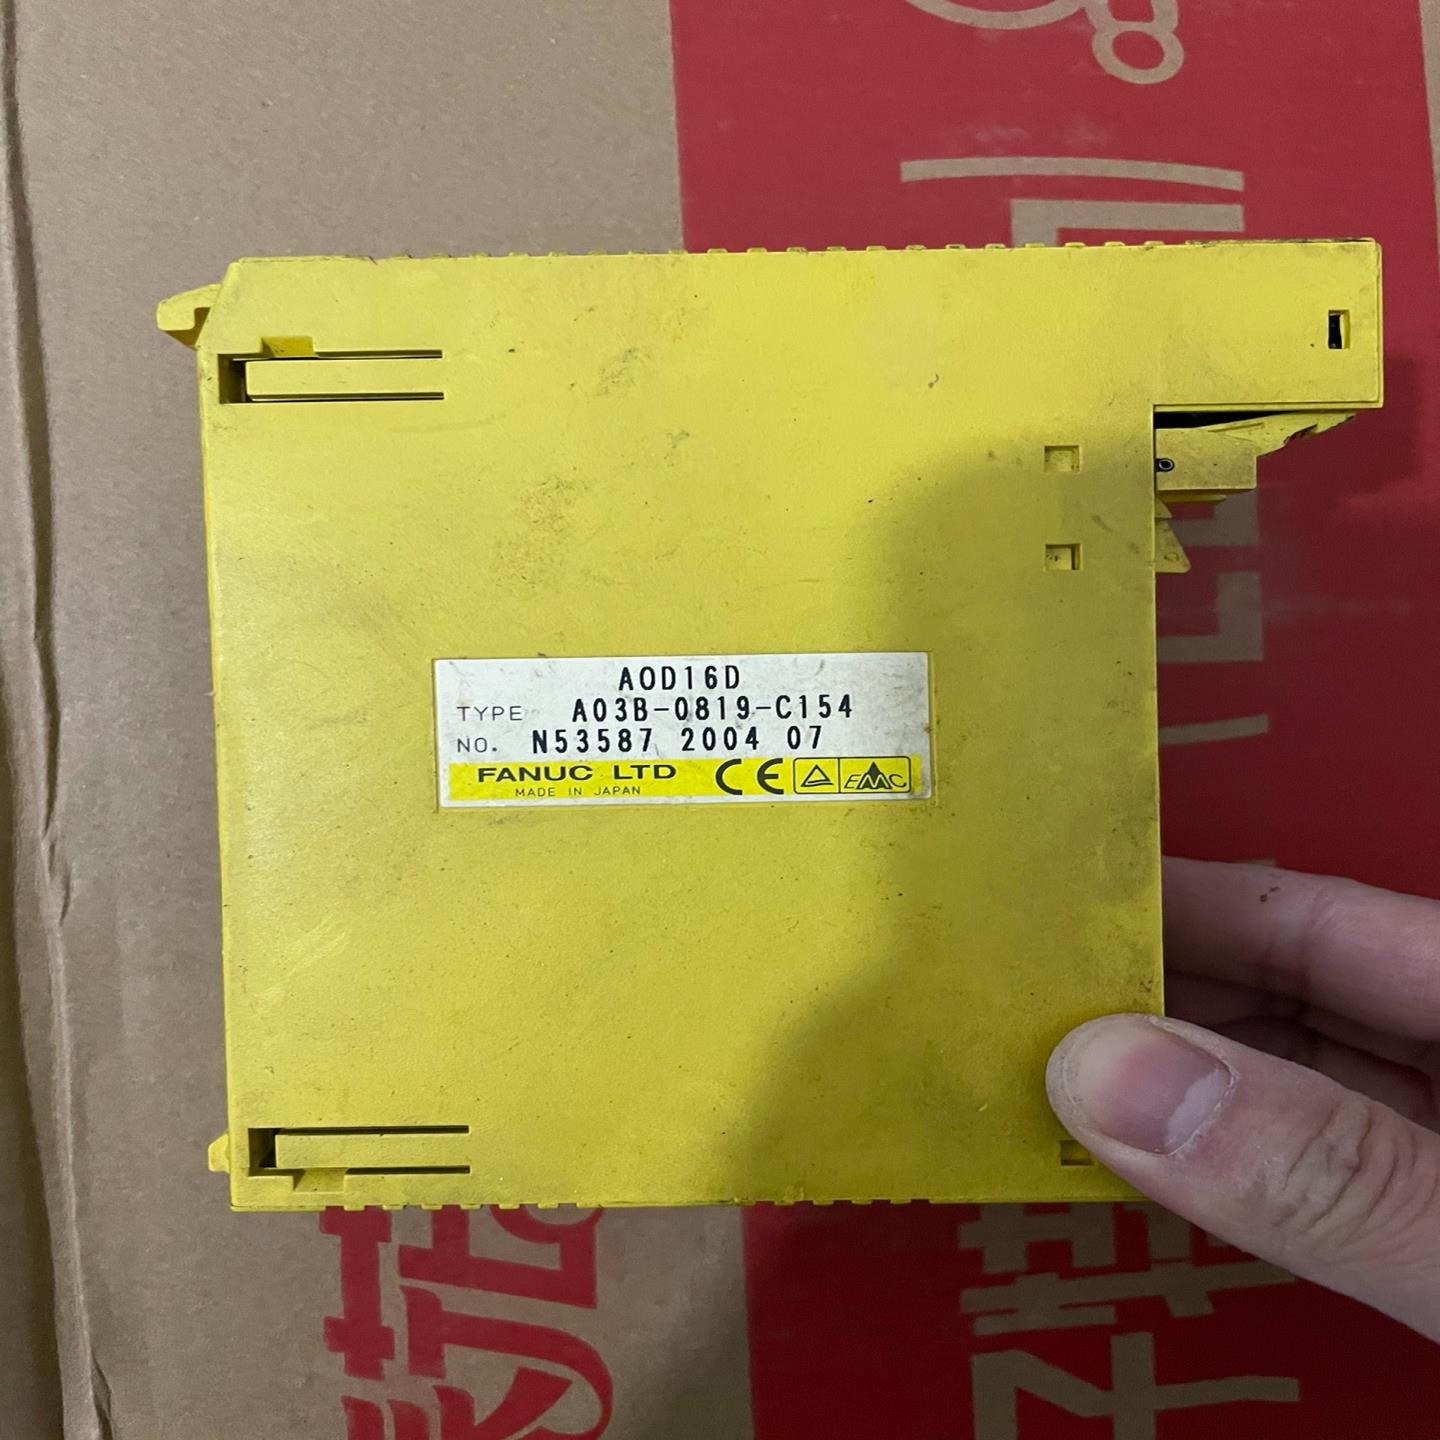 AOD16D
TYPE A03B-0819-C154
NO. N53587 2004 07
FANUC LTD CE EMC
MADE IN JAPAN